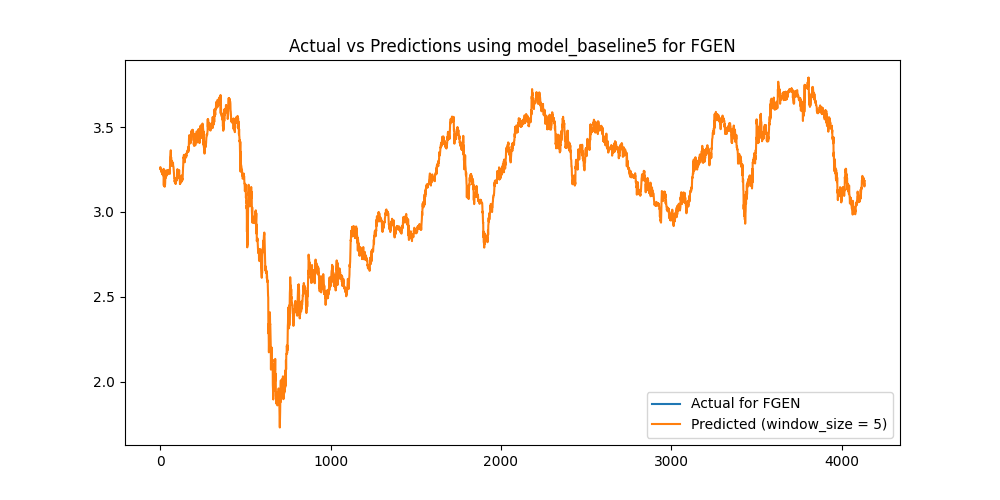 Actual vs Predictions using model_baseline5 for FGEN
3.5
3.0
2.5
2.0
Actual for FGEN
Predicted (window_size = 5)
0 1000 2000 3000 4000